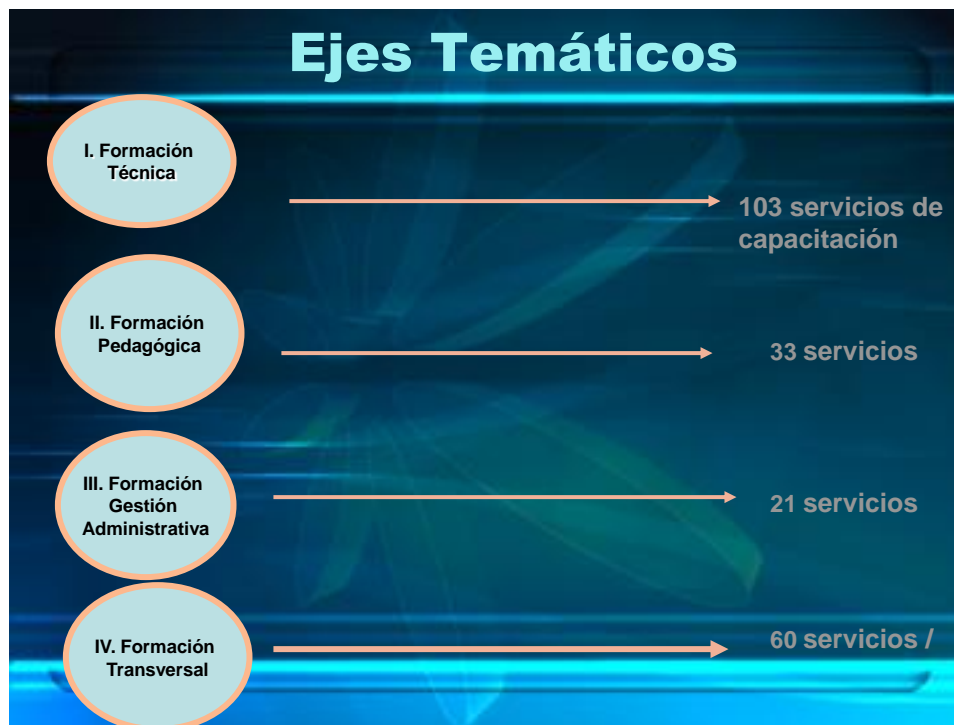 Ejes Temáticos
I. Formación
Técnica
103 servicios de
capacitación
II. Formación
Pedagógica
33 servicios
III. Formación
Gestión
Administrativa
21 servicios
IV. Formación
Transversal
60 servicios /